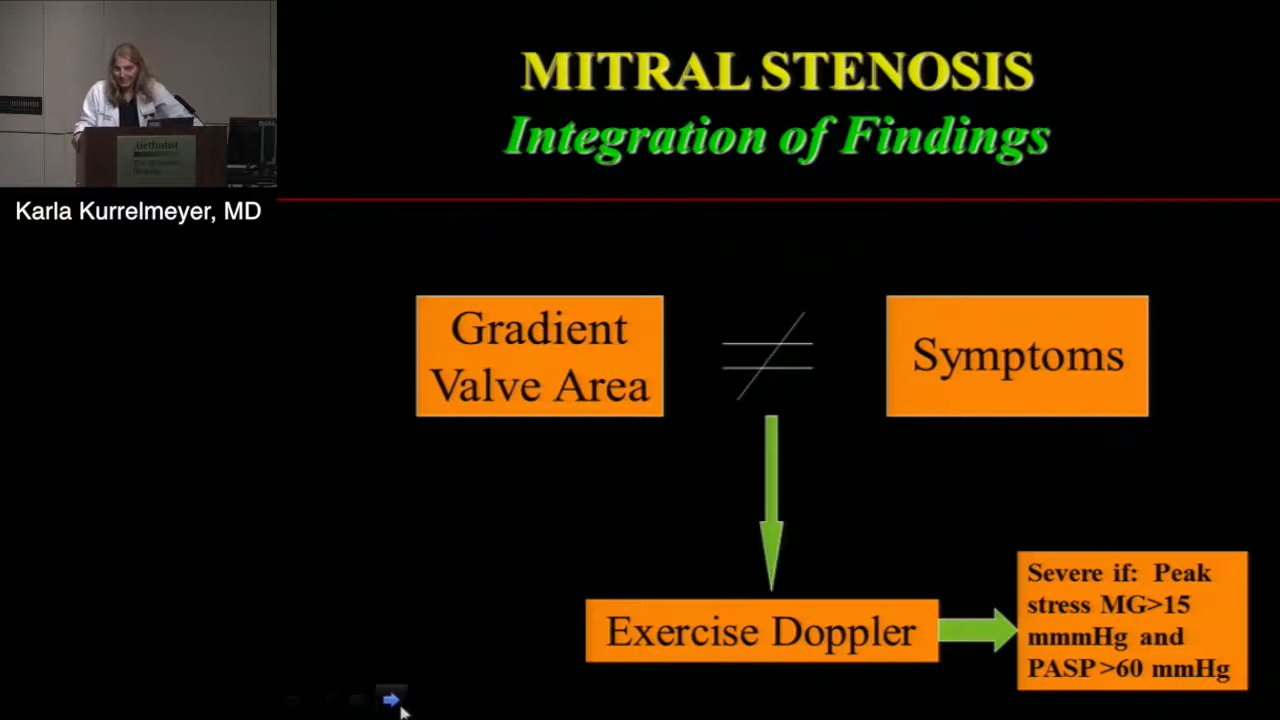 MITRAL STENOSIS
Integration of Findings
Methodist
Karla Kurrelmeyer, MD
Gradient
Valve Area
Symptoms
Exercise Doppler
Severe if: Peak
stress MG>15
mmmHg and
PASP >60 mmHg